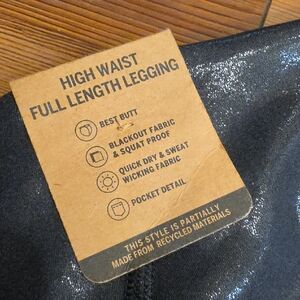 HIGH WAIST
FULL LENGTH LEGGING
BEST BUTT
BLACKOUT FABRIC
& SQUAT PROOF
QUICK DRY & SWEAT
WICKING FABRIC
POCKET DETAIL
THIS STYLE IS PARTIALLY
MADE FROM RECYCLED MATERIALS